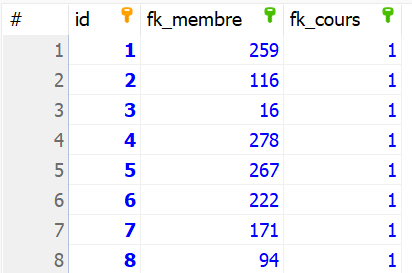 # id fk_membre fk_cours
1 1 259 1
2 2 116 1
3 3 16 1
4 4 278 1
5 5 267 1
6 6 222 1
7 7 171 1
8 8 94 1